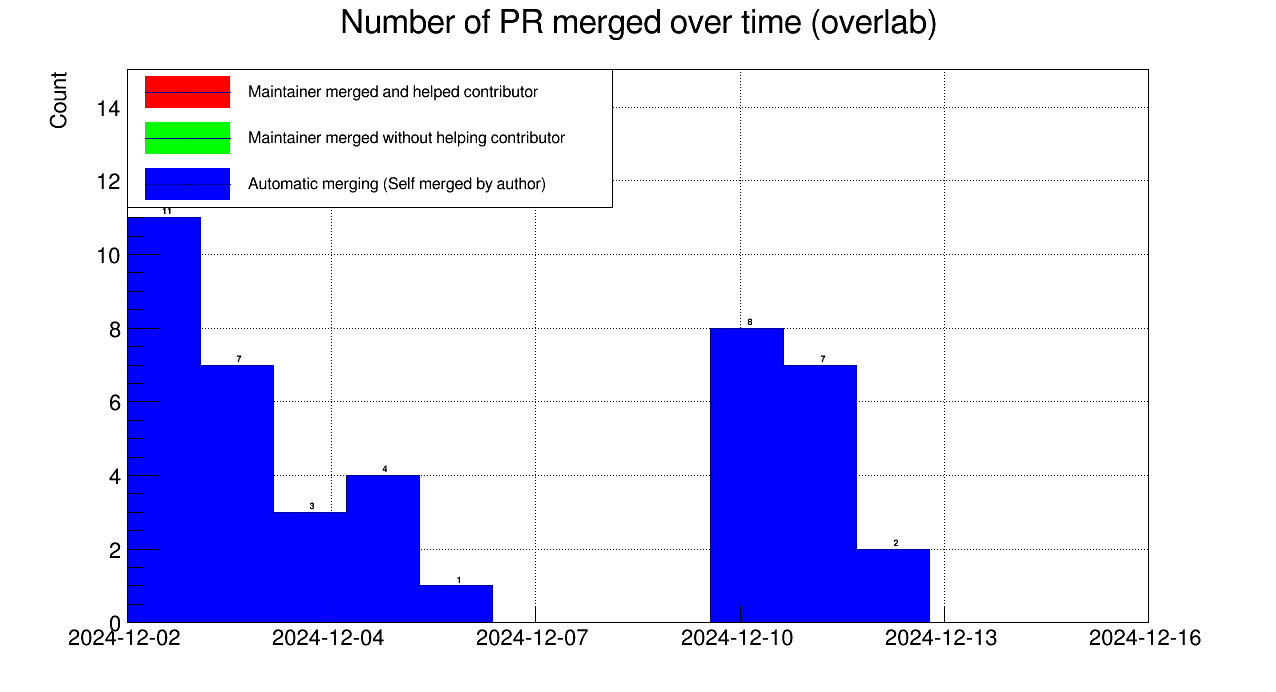 Number of PR merged over time (overlab)
Count
Maintainer merged and helped contributor
Maintainer merged without helping contributor
Automatic merging (Self merged by author)
14
12
10
8
6
4
2
0
11
7
3
4
1
8
7
2
2024-12-02 2024-12-04 2024-12-07 2024-12-10 2024-12-13 2024-12-16